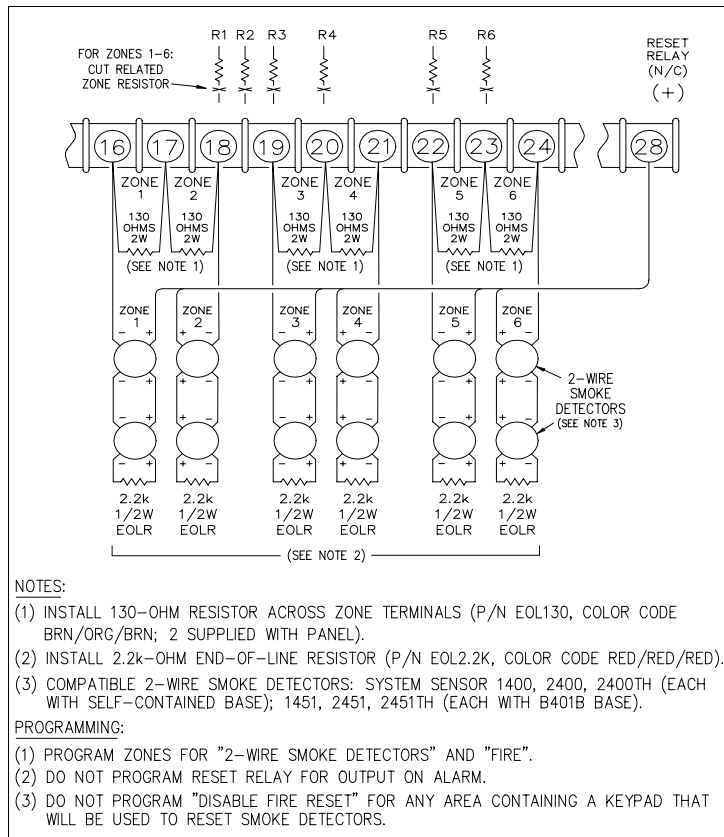 R1 R2 R3 R4 R5 R6
FOR ZONES 1-6:
CUT RELATED
ZONE RESISTOR
RESET
RELAY
(N/C)
(+)
16 17 18 19 20 21 22 23 24 28
ZONE ZONE ZONE ZONE ZONE ZONE
1 2 3 4 5 6
130 130 130 130 130 130
OHMS OHMS OHMS OHMS OHMS OHMS
2W 2W 2W 2W 2W 2W
(SEE NOTE 1) (SEE NOTE 1) (SEE NOTE 1)
ZONE ZONE ZONE ZONE ZONE ZONE
1 2 3 4 5 6
- + + - - + + - - + + -
- + + - - + + - - + + -
2-WIRE
SMOKE
DETECTORS
(SEE NOTE 3)
- + + - - + + - - + + -
- + + - - + + - - + + -
2.2k 2.2k 2.2k 2.2k 2.2k 2.2k
1/2W 1/2W 1/2W 1/2W 1/2W 1/2W
EOLR EOLR EOLR EOLR EOLR EOLR
(SEE NOTE 2)
NOTES:
(1) INSTALL 130-OHM RESISTOR ACROSS ZONE TERMINALS (P/N EOL130, COLOR CODE
BRN/ORG/BRN; 2 SUPPLIED WITH PANEL).
(2) INSTALL 2.2k-OHM END-OF-LINE RESISTOR (P/N EOL2.2K, COLOR CODE RED/RED/RED).
(3) COMPATIBLE 2-WIRE SMOKE DETECTORS: SYSTEM SENSOR 1400, 2400, 2400TH (EACH
WITH SELF-CONTAINED BASE); 1451, 2451, 2451TH (EACH WITH B401B BASE).
PROGRAMMING:
(1) PROGRAM ZONES FOR "2-WIRE SMOKE DETECTORS" AND "FIRE".
(2) DO NOT PROGRAM RESET RELAY FOR OUTPUT ON ALARM.
(3) DO NOT PROGRAM "DISABLE FIRE RESET" FOR ANY AREA CONTAINING A KEYPAD THAT
WILL BE USED TO RESET SMOKE DETECTORS.